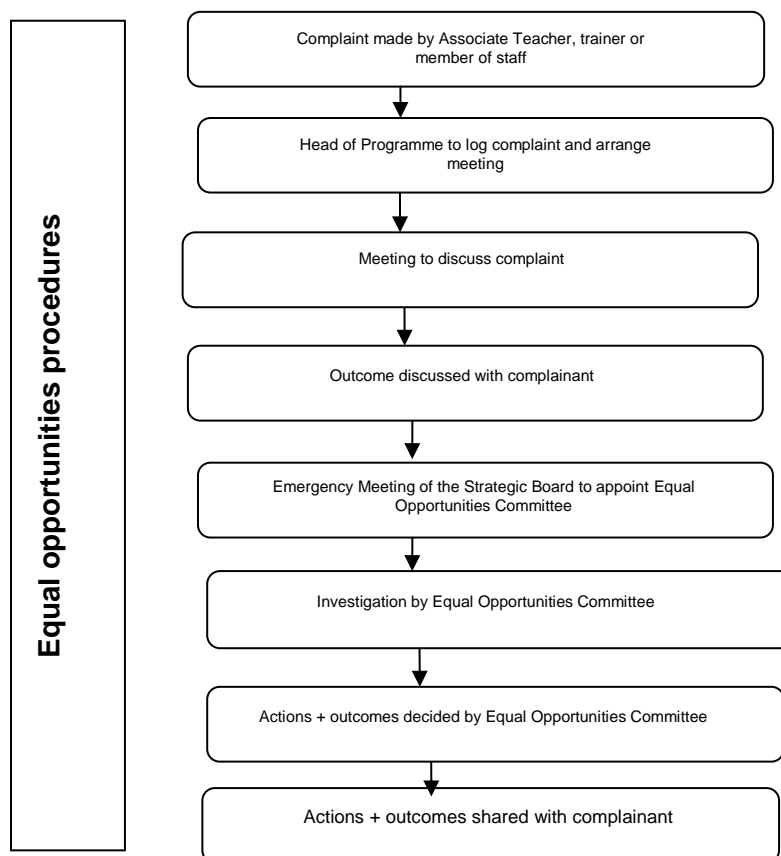 Equal opportunities procedures
Complaint made by Associate Teacher, trainer or
member of staff
Head of Programme to log complaint and arrange
meeting
Meeting to discuss complaint
Outcome discussed with complainant
Emergency Meeting of the Strategic Board to appoint Equal
Opportunities Committee
Investigation by Equal Opportunities Committee
Actions + outcomes decided by Equal Opportunities Committee
Actions + outcomes shared with complainant